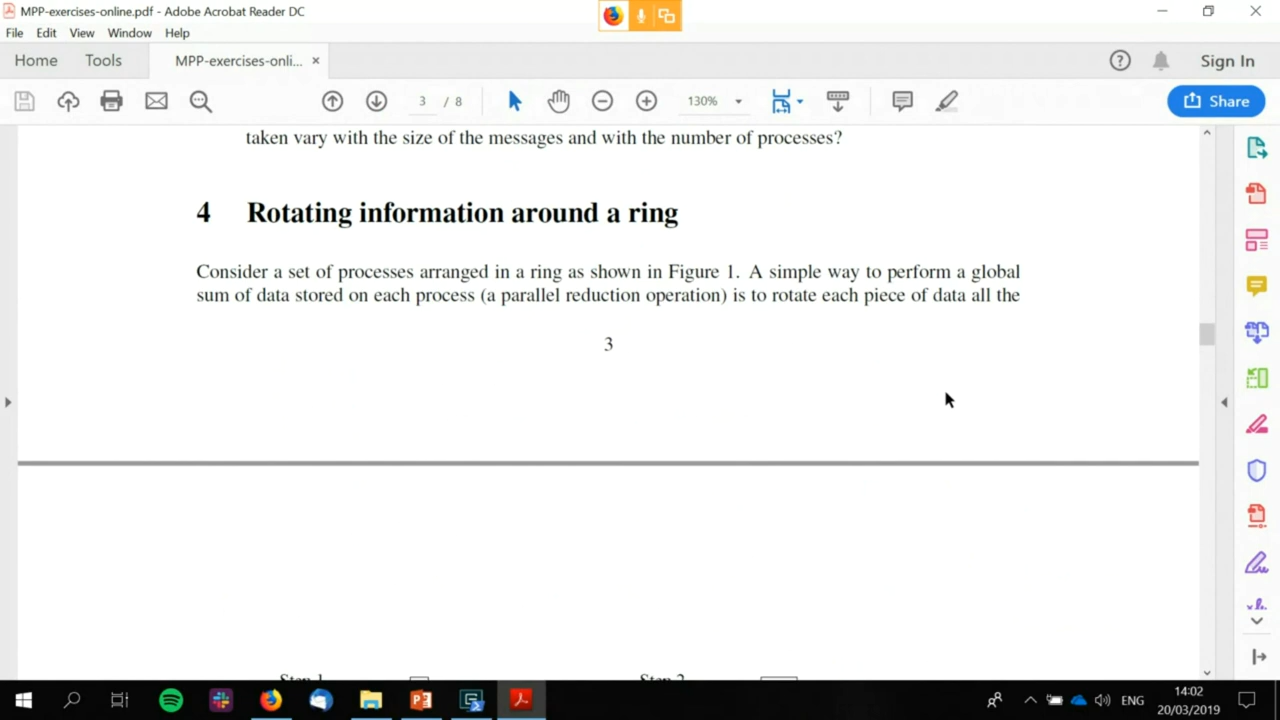 MPP-exercises-online.pdf - Adobe Acrobat Reader DC
File Edit View Window Help
Home Tools MPP-exercises-onli... × Sign In
3 / 8 130% Share
taken vary with the size of the messages and with the number of processes?
4 Rotating information around a ring
Consider a set of processes arranged in a ring as shown in Figure 1. A simple way to perform a global
sum of data stored on each process (a parallel reduction operation) is to rotate each piece of data all the
3
Step 1 Step 2
ENG 14:02
20/03/2019